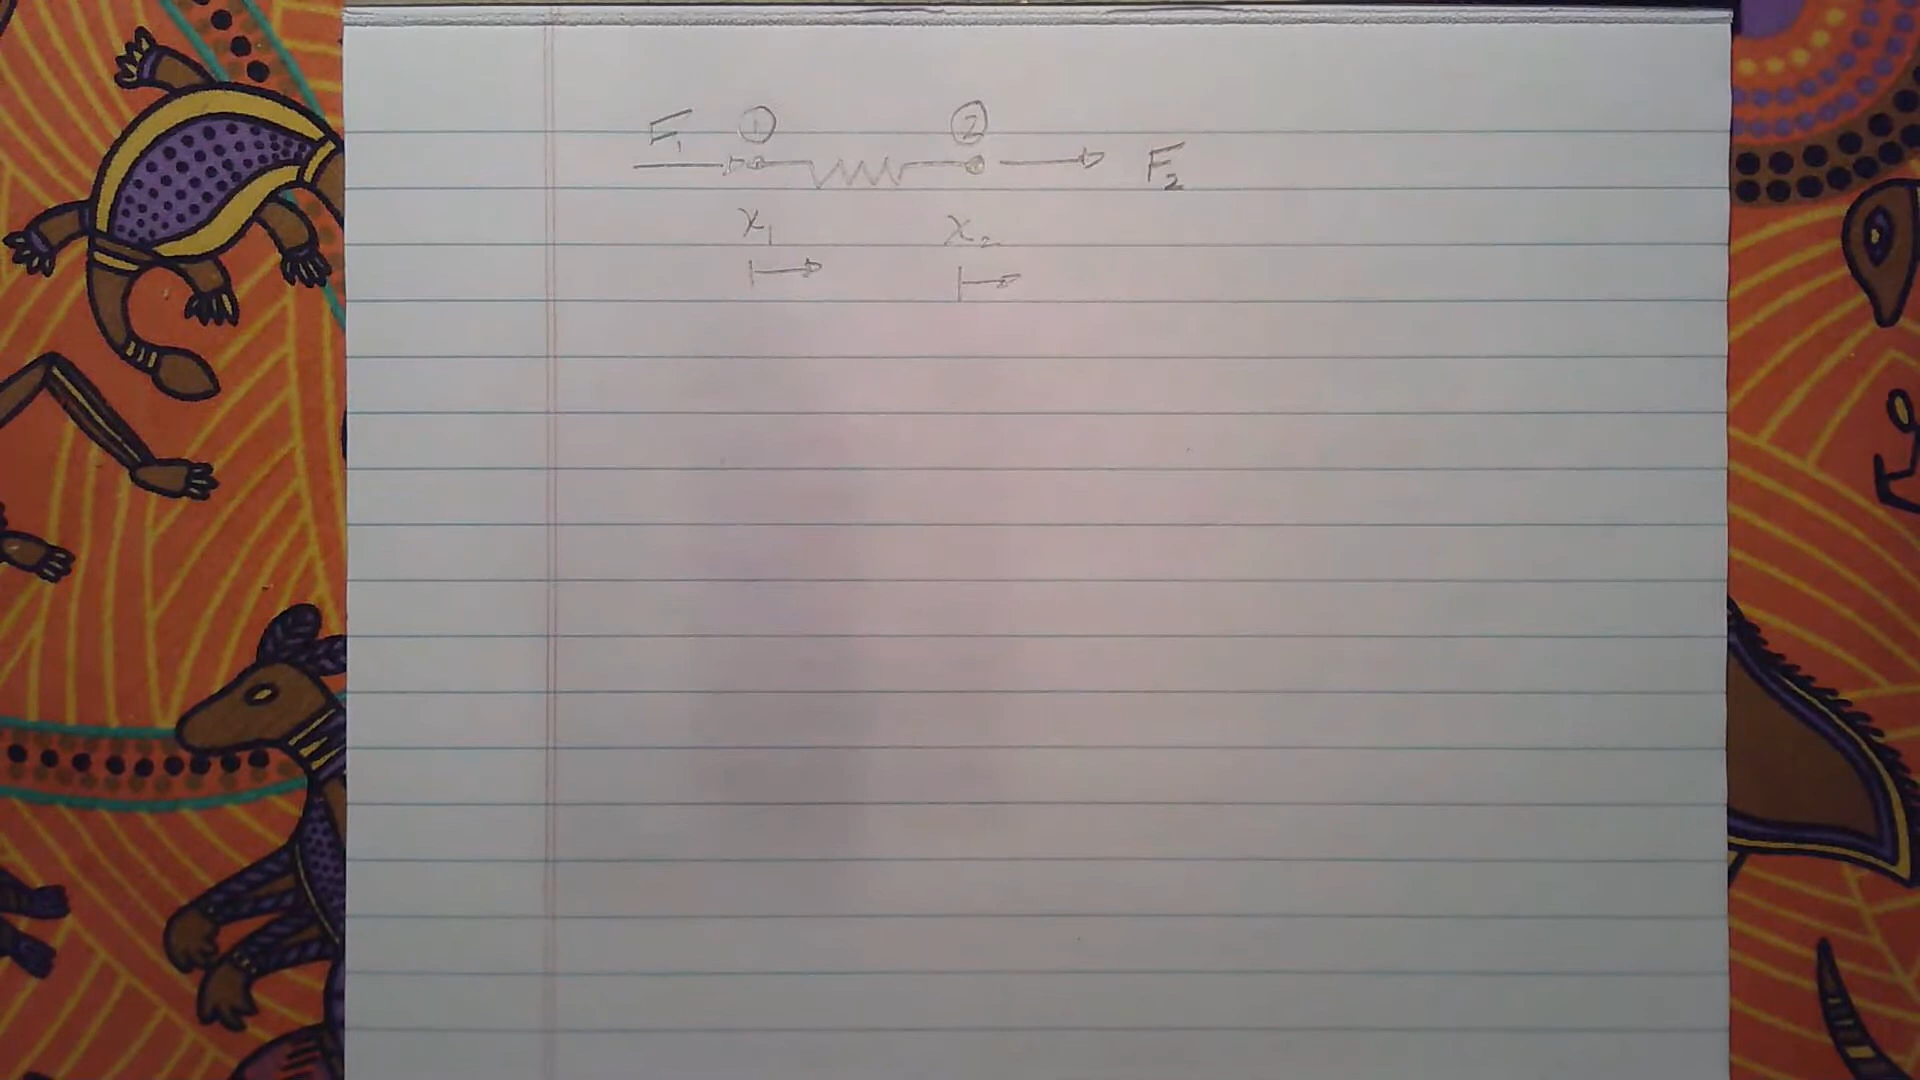 F₁ ① ②
F₂
x₁ x₂